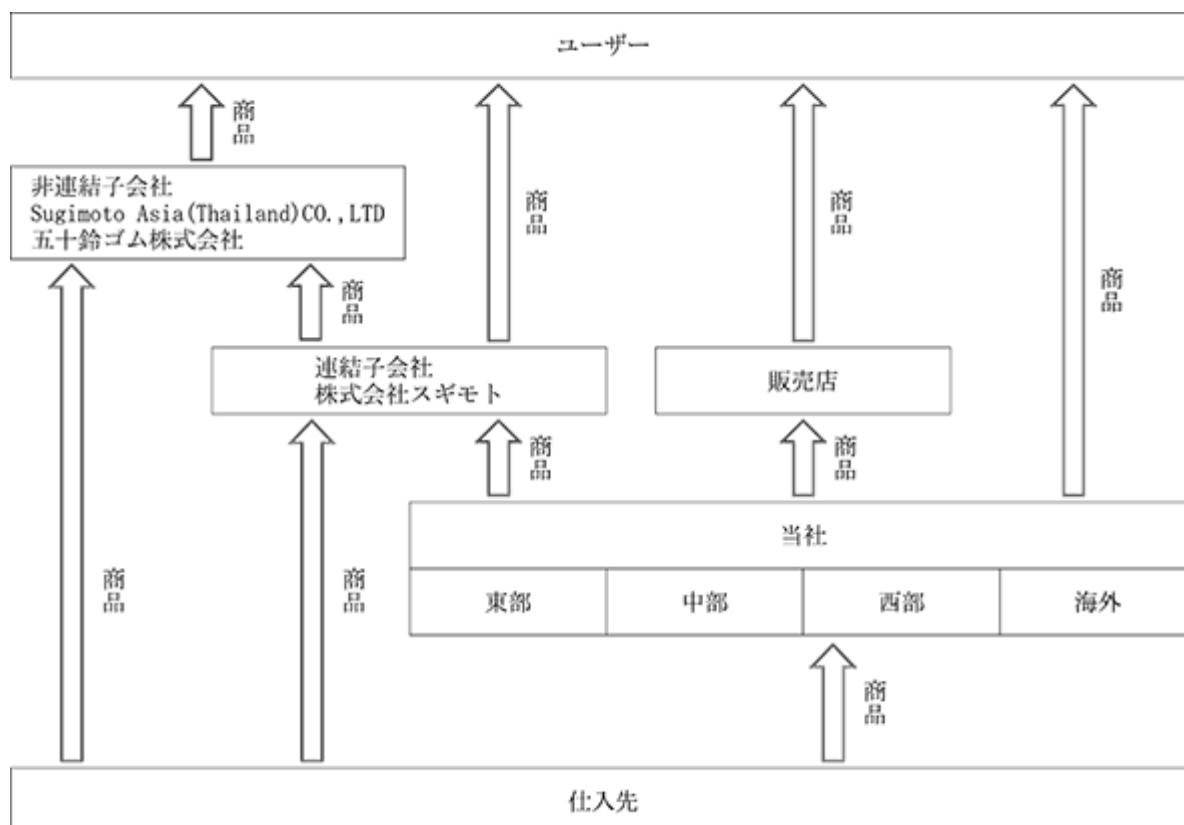 ユーザー
商品
非連結子会社
Sugimoto Asia(Thailand)CO.,LTD
五十鈴ゴム株式会社
商品
商品
商品
商品
連結子会社
株式会社スギモト
販売店
商品
商品
当社
東部
中部
西部
海外
商品
商品
商品
仕入先